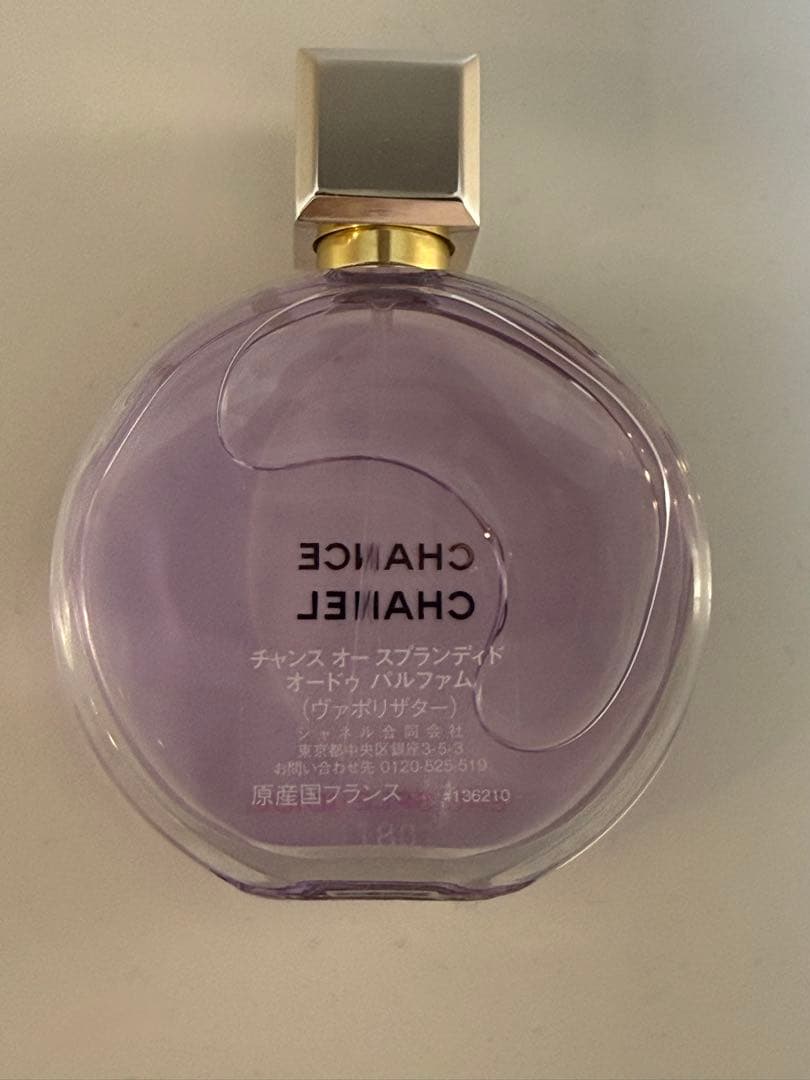 CHANCE
CHANEL
チャンス オー スプランディド
オードゥ パルファム
(ヴァポリザター)
シャネル合同会社
東京都中央区銀座3-5-3
お問い合わせ先 0120-525-519
原産国フランス #136210